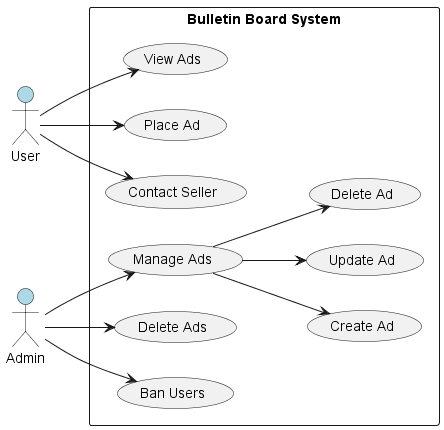 Bulletin Board System
View Ads
Place Ad
User
Contact Seller
Delete Ad
Manage Ads
Update Ad
Create Ad
Delete Ads
Admin
Ban Users